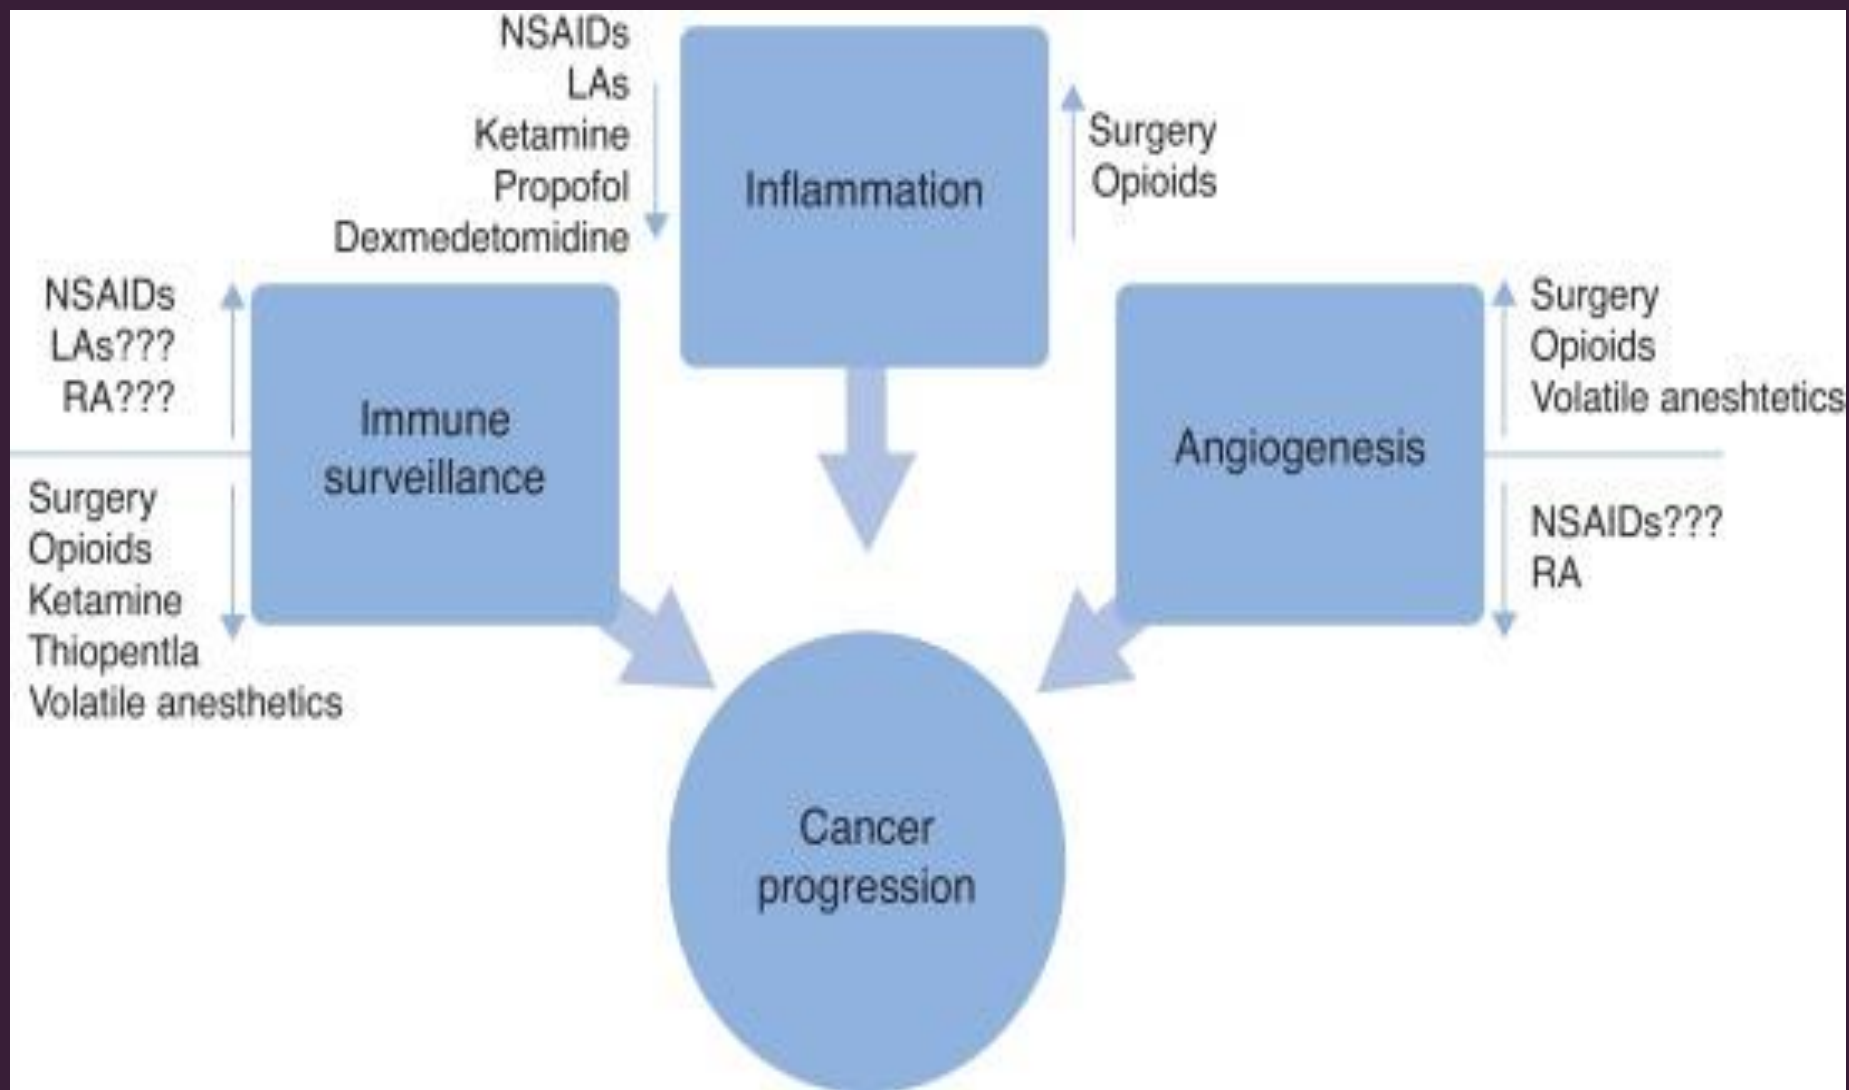 NSAIDs
LAs
Ketamine
Propofol
Dexmedetomidine
Inflammation
Surgery
Opioids
NSAIDs
LAs???
RA???
Immune
surveillance
Surgery
Opioids
Ketamine
Thiopentla
Volatile anesthetics
Angiogenesis
Surgery
Opioids
Volatile aneshtetics
NSAIDs???
RA
Cancer
progression